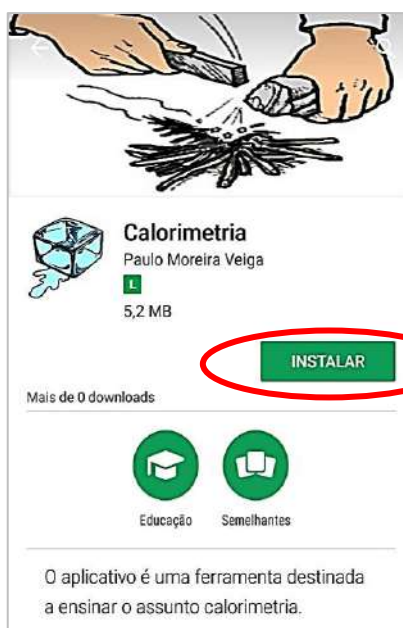 Calorimetria
Paulo Moreira Veiga
L
5,2 MB
INSTALAR
Mais de 0 downloads
Educação
Semelhantes
O aplicativo é uma ferramenta destinada
a ensinar o assunto calorimetria.